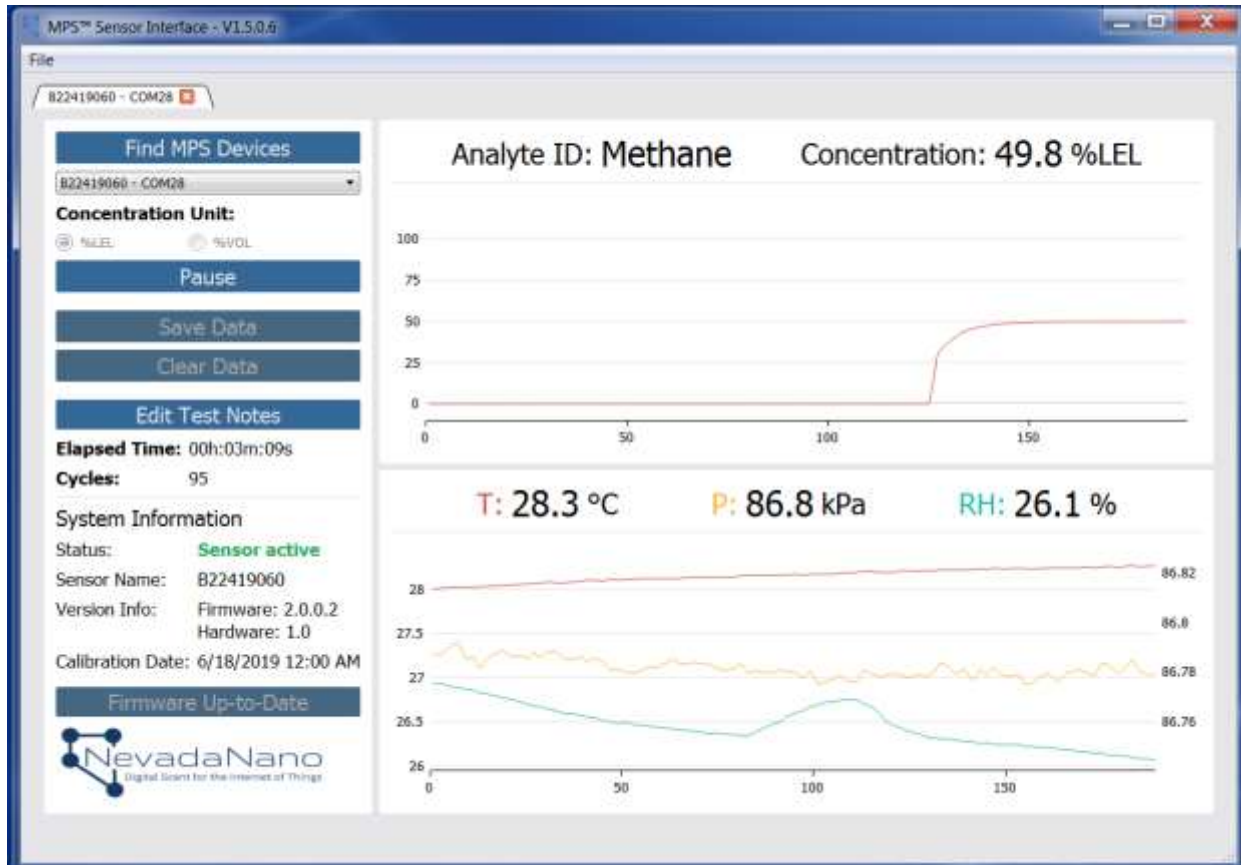 MPS™ Sensor Interface - V1.5.0.6
File
B22419060 - COM28
Find MPS Devices
B22419060 - COM28
Concentration Unit:
%LEL %VOL
Pause
Save Data
Clear Data
Edit Test Notes
Elapsed Time: 00h:03m:09s
Cycles: 95
System Information
Status: Sensor active
Sensor Name: B22419060
Version Info: Firmware: 2.0.0.2
Hardware: 1.0
Calibration Date: 6/18/2019 12:00 AM
Firmware Up-to-Date
NevadaNano
Digital Scent for the Internet of Things
Analyte ID: Methane Concentration: 49.8 %LEL
100
75
50
25
0
0 50 100 150
T: 28.3 °C P: 86.8 kPa RH: 26.1 %
28 86.82
27.5 86.8
27 86.78
26.5 86.76
26
0 50 100 150